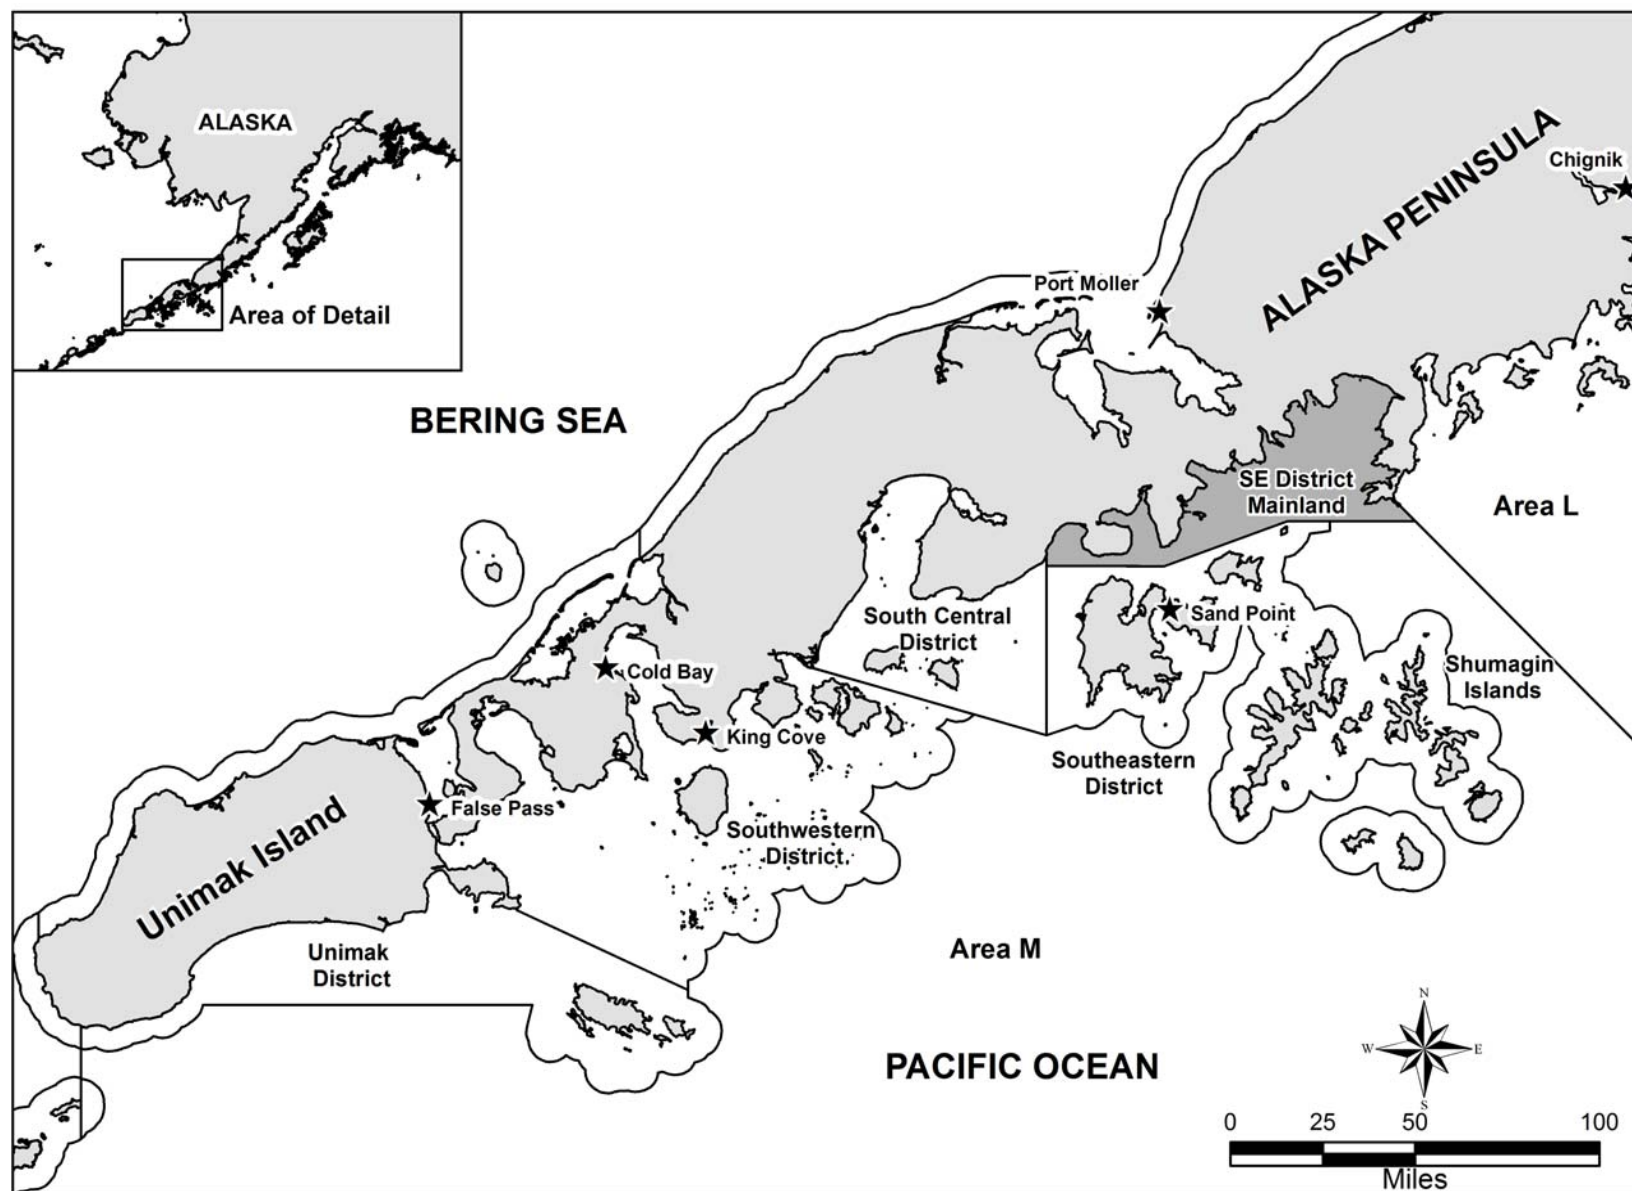 ALASKA
Area of Detail
BERING SEA
ALASKA PENINSULA
Chignik
Port Moller
SE District
Mainland
Area L
South Central
District
Sand Point
Shumagin
Islands
Cold Bay
King Cove
Southeastern
District
False Pass
Southwestern
District
Unimak Island
Unimak
District
Area M
PACIFIC OCEAN
N
W
E
S
0 25 50 100
Miles